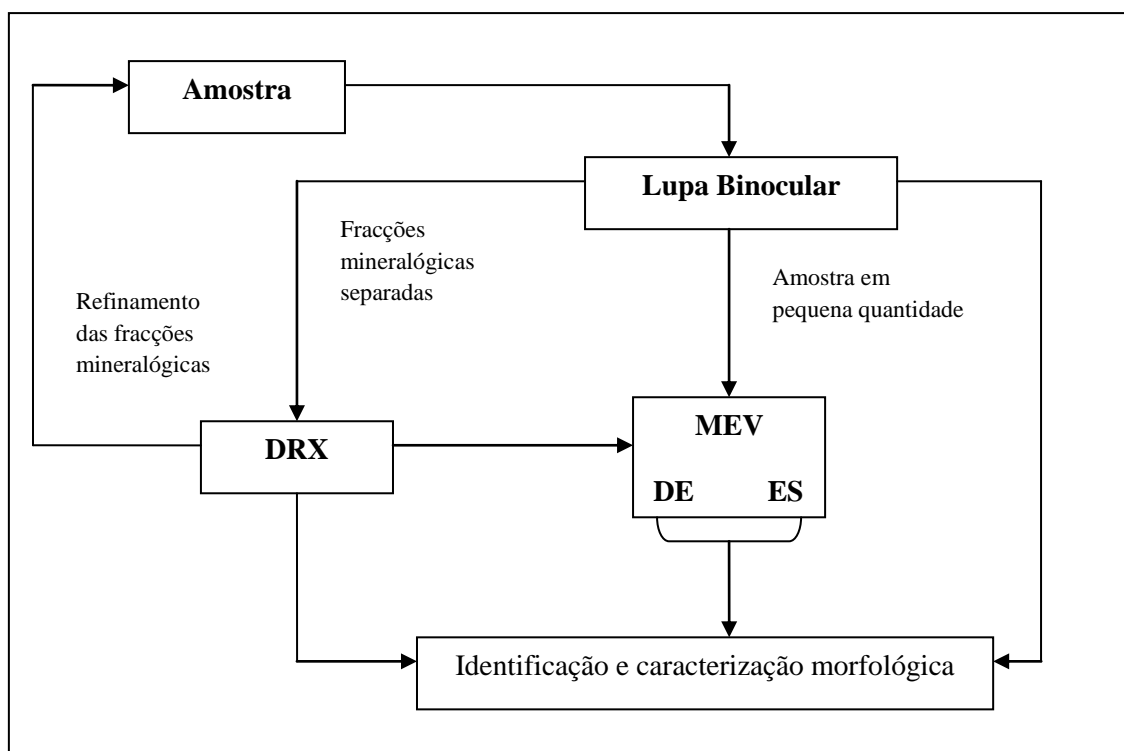 Amostra
Lupa Binocular
Fracções
mineralógicas
separadas
Amostra em
pequena quantidade
Refinamento
das fracções
mineralógicas
DRX
MEV
DE ES
Identificação e caracterização morfológica